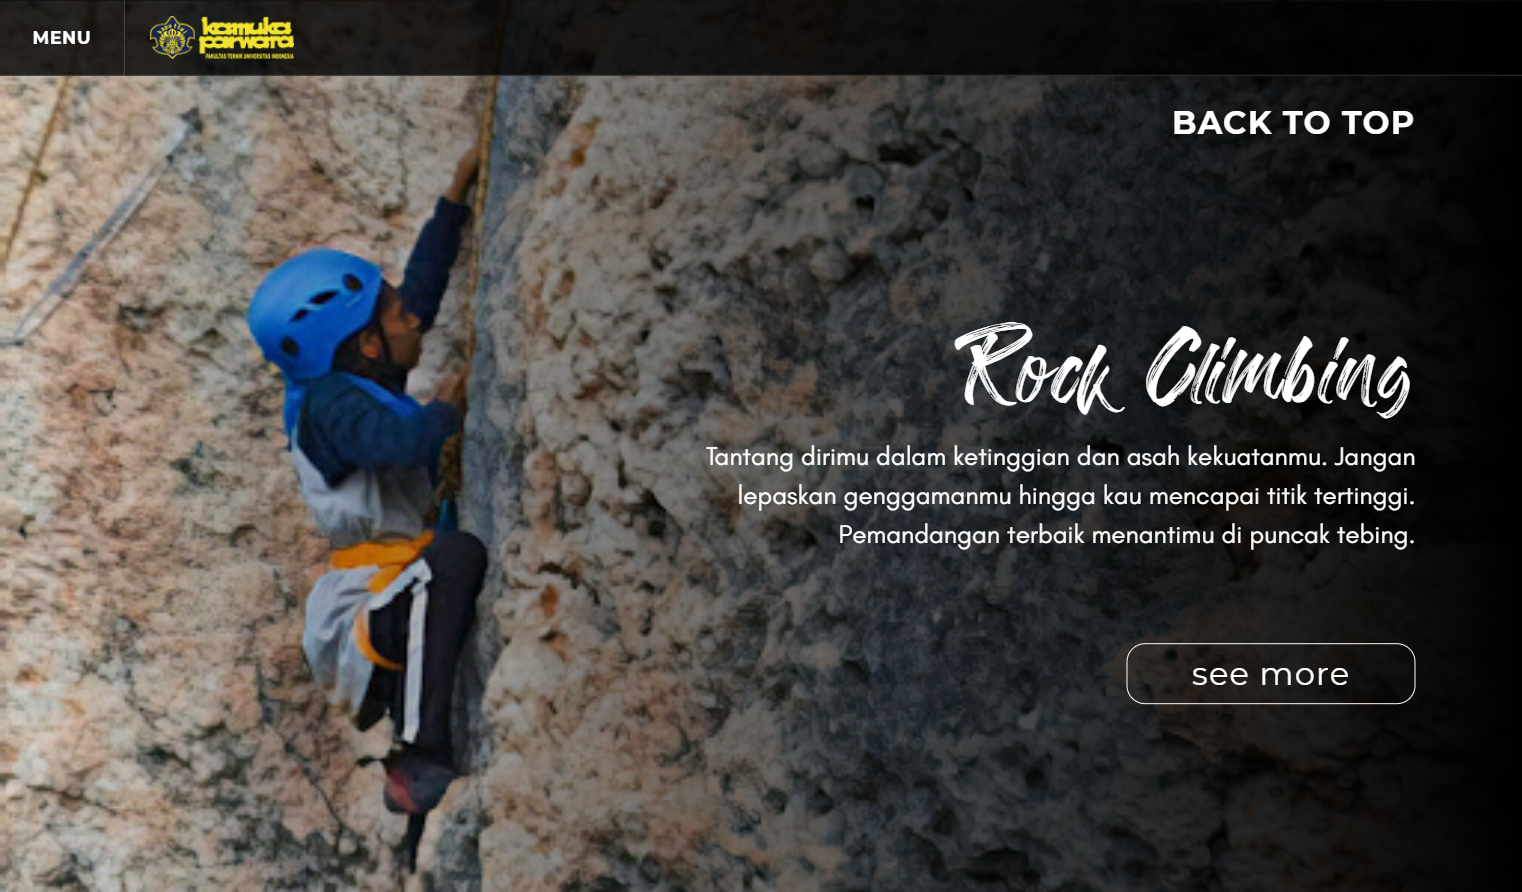 MENU
kamuka
parwata
FAKULTAS TEKNIK UNIVERSITAS INDONESIA
BACK TO TOP
Rock Climbing
Tantang dirimu dalam ketinggian dan asah kekuatanmu. Jangan
lepaskan genggamanmu hingga kau mencapai titik tertinggi.
Pemandangan terbaik menantimu di puncak tebing.
see more